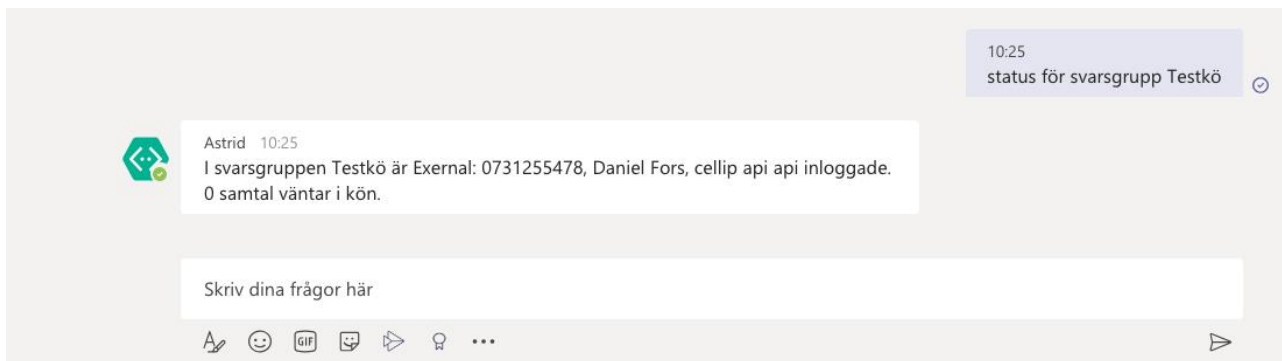 10:25
status för svarsgrupp Testkö
Astrid 10:25
I svarsgruppen Testkö är Exernal: 0731255478, Daniel Fors, cellip api api inloggade.
0 samtal väntar i kön.
Skriv dina frågor här
GIF